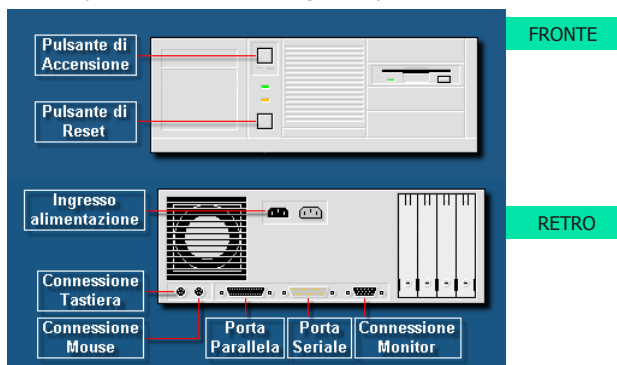 FRONTE
Pulsante di
Accensione
Pulsante di
Reset
Ingresso
alimentazione
RETRO
Connessione
Tastiera
Connessione
Mouse
Porta
Parallela
Porta
Seriale
Connessione
Monitor